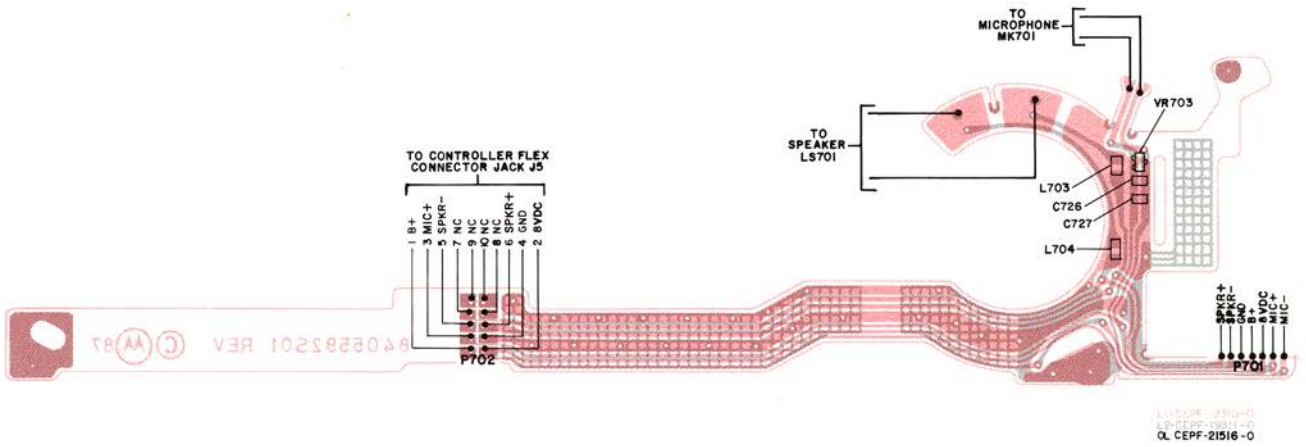 TO
MICROPHONE
MK701
VR703
TO
SPEAKER
LS701
TO CONTROLLER FLEX
CONNECTOR JACK J5
1 B+
3 MIC+
5 SPKR-
7 NC
9 NC
10 NC
8 NC
6 SPKR+
4 GND
2 8VDC
L703
C726
C727
L704
SPKR+
SPKR-
GND
B+
8VDC
MIC+
MIC-
P702
P701
8405592S01 REV
C
87
OL CEPF-21516-O